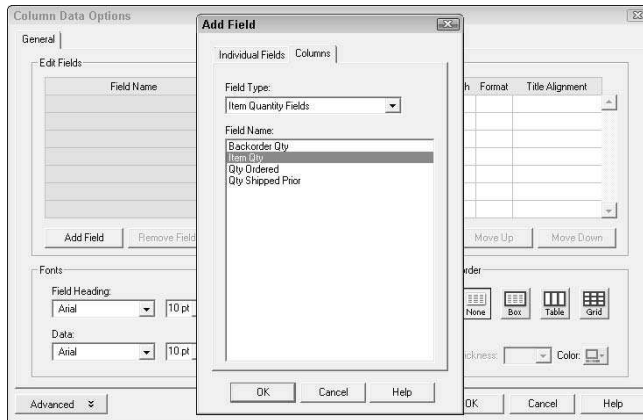 Column Data Options
General
Edit Fields
Field Name
Format
Title Alignment
Add Field
Remove Field
Move Up
Move Down
Fonts
Field Heading:
Arial
10 pt
Data:
Arial
10 pt
None
Box
Table
Grid
Color:
Advanced
OK
Cancel
Help
Add Field
Individual Fields
Columns
Field Type:
Item Quantity Fields
Field Name:
Backorder Qty
Item Qty
Qty Ordered
Qty Shipped Prior
OK
Cancel
Help